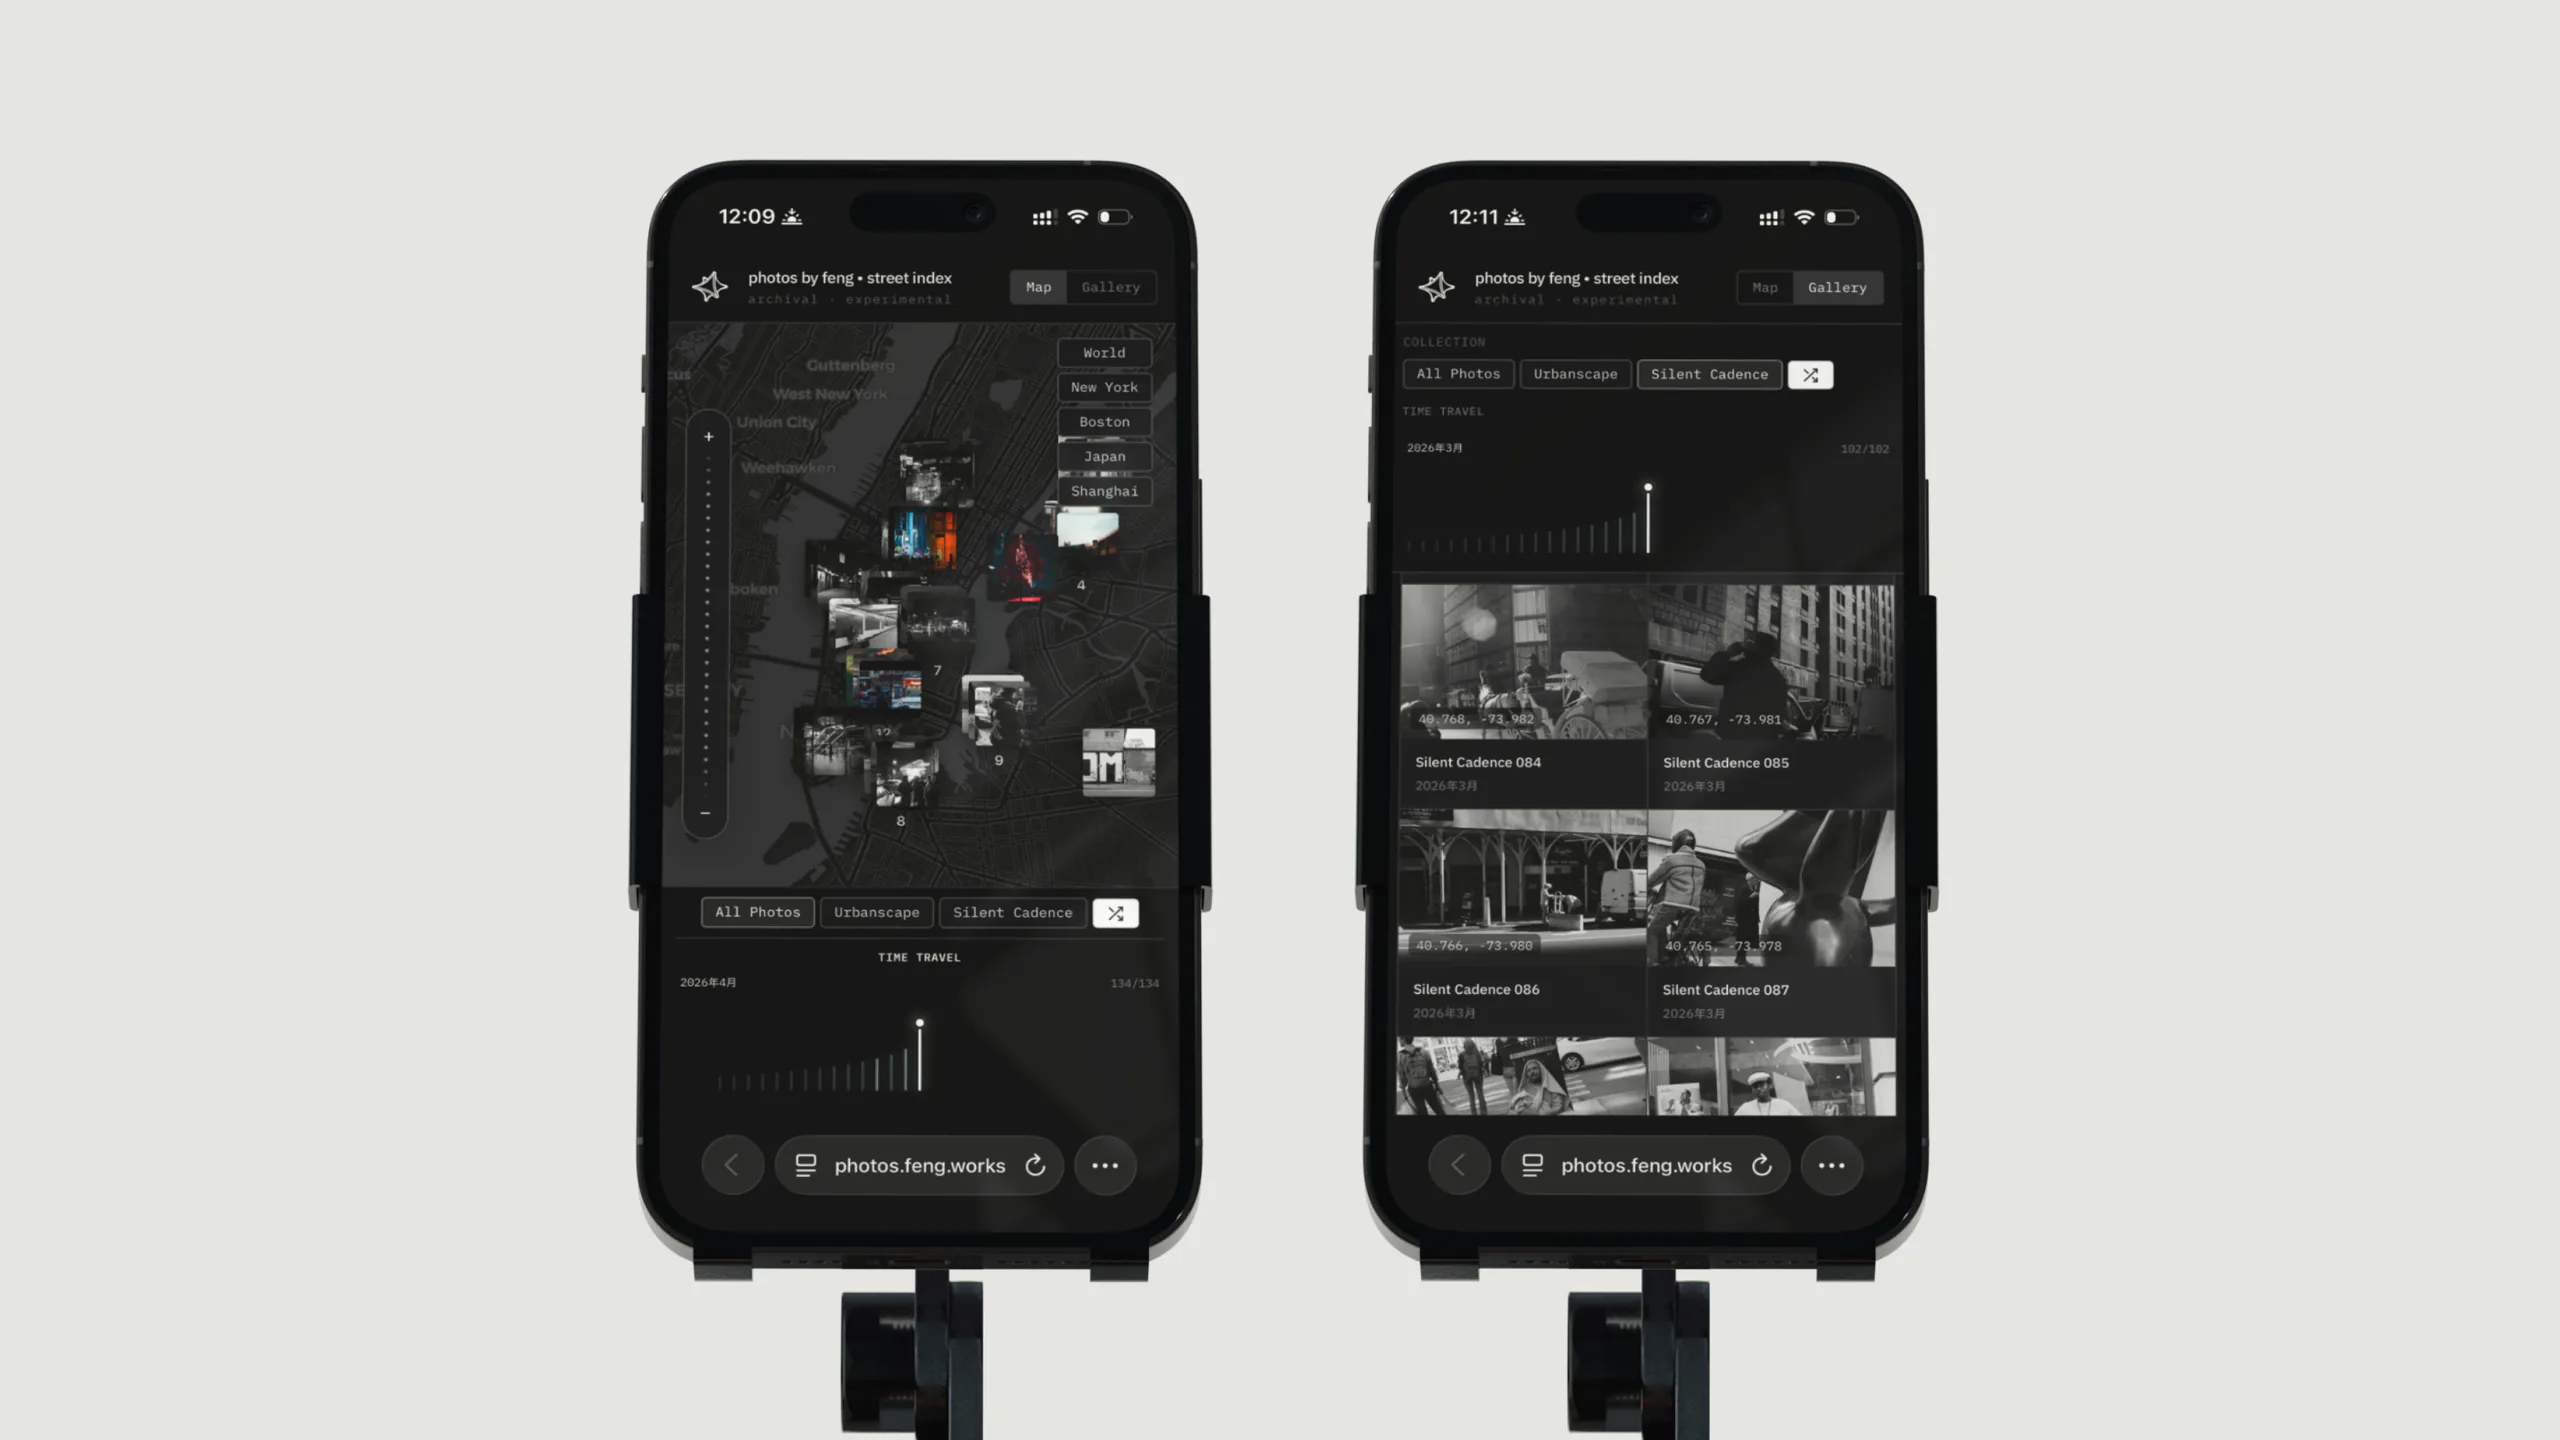 12:09
photos by feng • street index
archival · experimental
Map
Gallery
Guttenberg
World
cus
West New York
New York
Union City
Boston
+
Weehawken
Japan
Shanghai
boken
4
7
SE
Y
N
12
9
8
−
All Photos
Urbanscape
Silent Cadence
TIME TRAVEL
2026年4月
134/134
photos.feng.works
12:11
photos by feng • street index
archival · experimental
Map
Gallery
COLLECTION
All Photos
Urbanscape
Silent Cadence
TIME TRAVEL
2026年3月
102/102
40.768, -73.982
40.767, -73.981
Silent Cadence 084
Silent Cadence 085
2026年3月
2026年3月
40.766, -73.980
40.765, -73.978
Silent Cadence 086
Silent Cadence 087
2026年3月
2026年3月
photos.feng.works